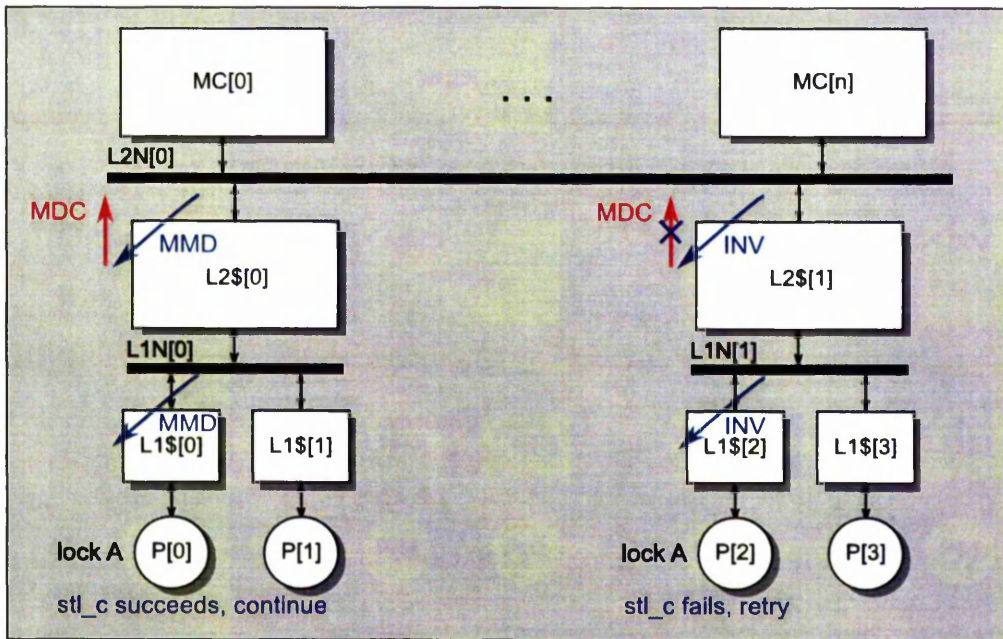 MC[0]
. . .
MC[n]
L2N[0]
MDC
MMD
L2$[0]
MDC
INV
L2$[1]
L1N[0]
L1N[1]
MMD
L1$[0]
L1$[1]
INV
L1$[2]
L1$[3]
lock A
P[0]
P[1]
lock A
P[2]
P[3]
stl_c succeeds, continue
stl_c fails, retry